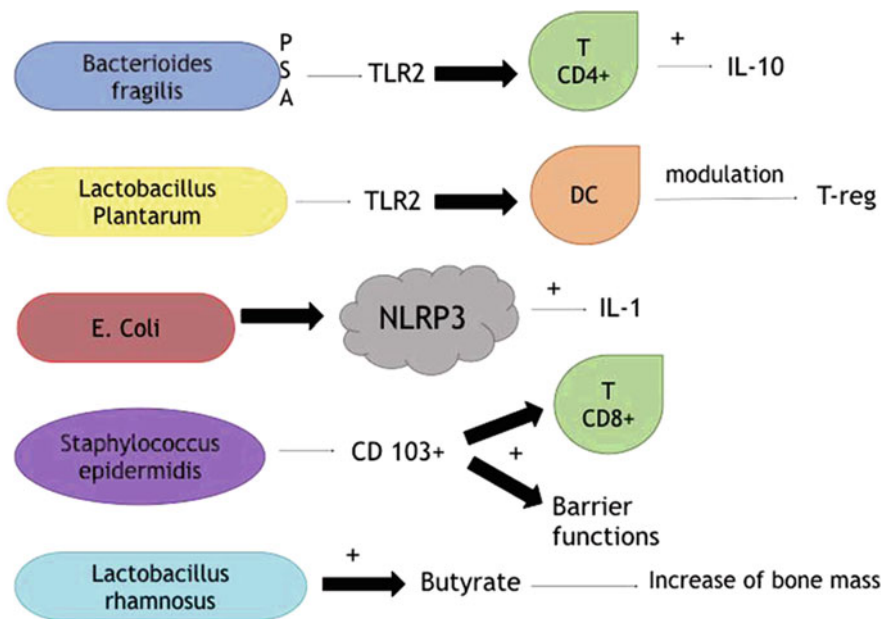 Bacterioides
fragilis
P
S
A
TLR2
T
CD4+
+
IL-10
Lactobacillus
Plantarum
TLR2
DC
modulation
T-reg
E. Coli
NLRP3
+
IL-1
Staphylococcus
epidermidis
CD 103+
+
T
CD8+
Barrier
functions
Lactobacillus
rhamnosus
+
Butyrate
Increase of bone mass